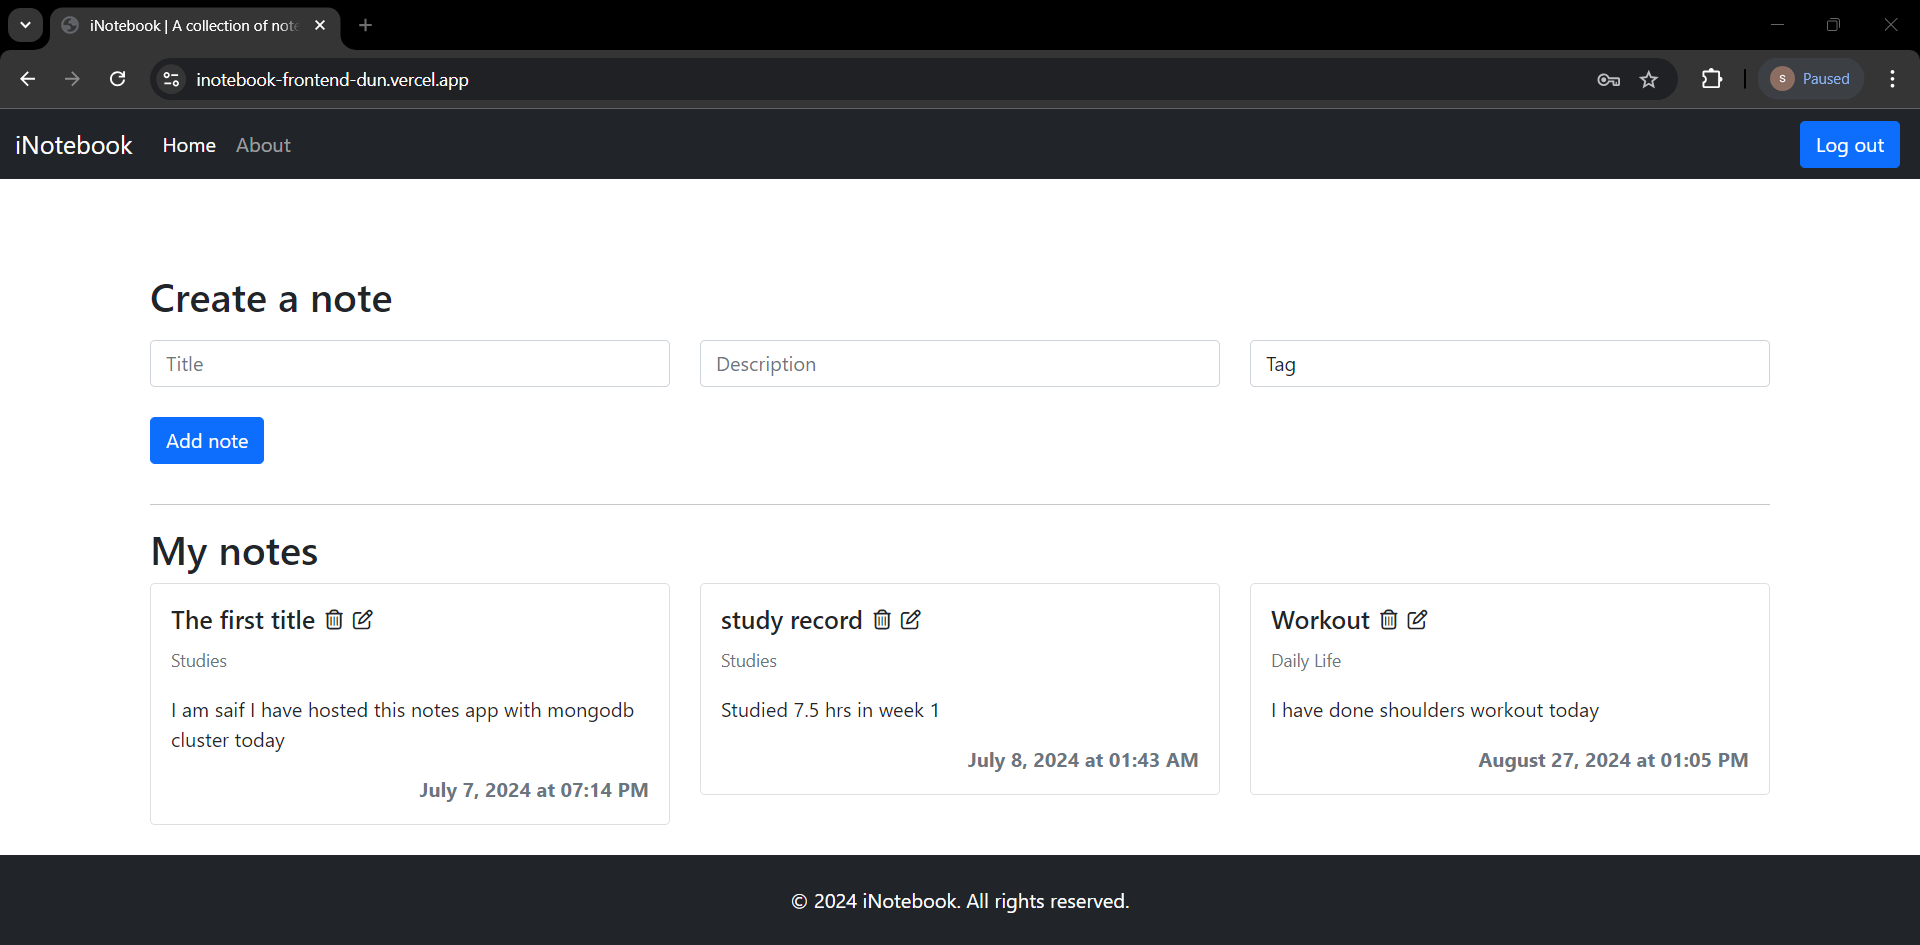 iNotebook | A collection of note
inotebook-frontend-dun.vercel.app
S Paused
iNotebook Home About Log out
Create a note
Title Description Tag
Add note
My notes
The first title
Studies
I am saif I have hosted this notes app with mongodb
cluster today
July 7, 2024 at 07:14 PM
study record
Studies
Studied 7.5 hrs in week 1
July 8, 2024 at 01:43 AM
Workout
Daily Life
I have done shoulders workout today
August 27, 2024 at 01:05 PM
© 2024 iNotebook. All rights reserved.